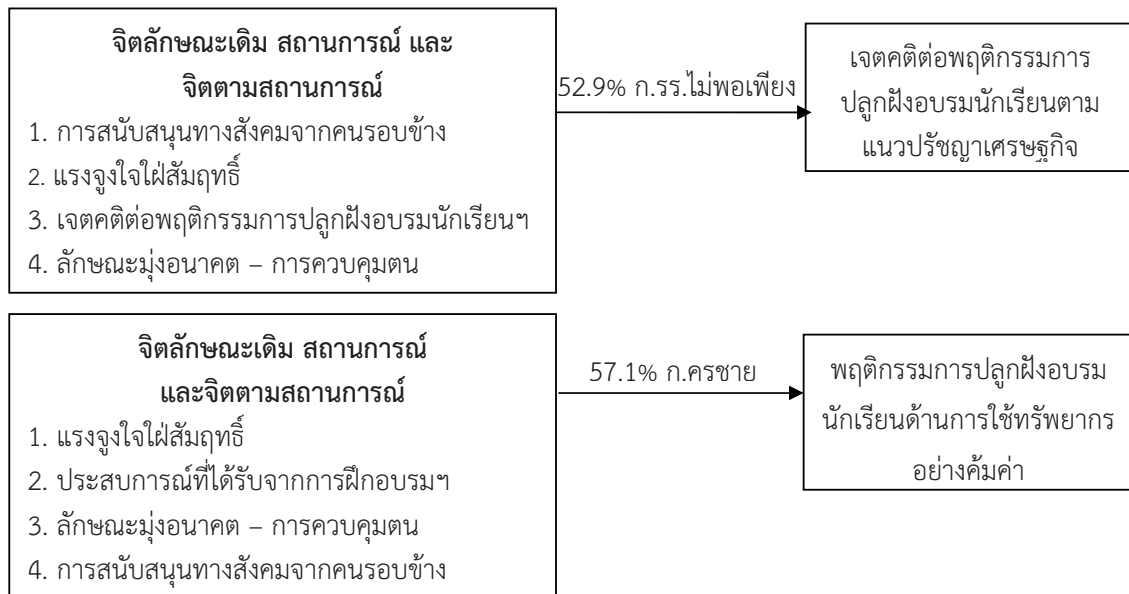 จิตลักษณะเดิม สถานการณ์ และ
จิตตามสถานการณ์
1. การสนับสนุนทางสังคมจากคนรอบข้าง
2. แรงจูงใจใฝ่สัมฤทธิ์
3. เจตคติต่อพฤติกรรมการปลูกฝังอบรมนักเรียนฯ
4. ลักษณะมุ่งอนาคต – การควบคุมตน
52.9% ก.รร.ไม่พอเพียง
เจตคติต่อพฤติกรรมการ
ปลูกฝังอบรมนักเรียนตาม
แนวปรัชญาเศรษฐกิจ
จิตลักษณะเดิม สถานการณ์
และจิตตามสถานการณ์
1. แรงจูงใจใฝ่สัมฤทธิ์
2. ประสบการณ์ที่ได้รับจากการฝึกอบรมฯ
3. ลักษณะมุ่งอนาคต – การควบคุมตน
4. การสนับสนุนทางสังคมจากคนรอบข้าง
57.1% ก.ครชาย
พฤติกรรมการปลูกฝังอบรม
นักเรียนด้านการใช้ทรัพยากร
อย่างค้มค่า